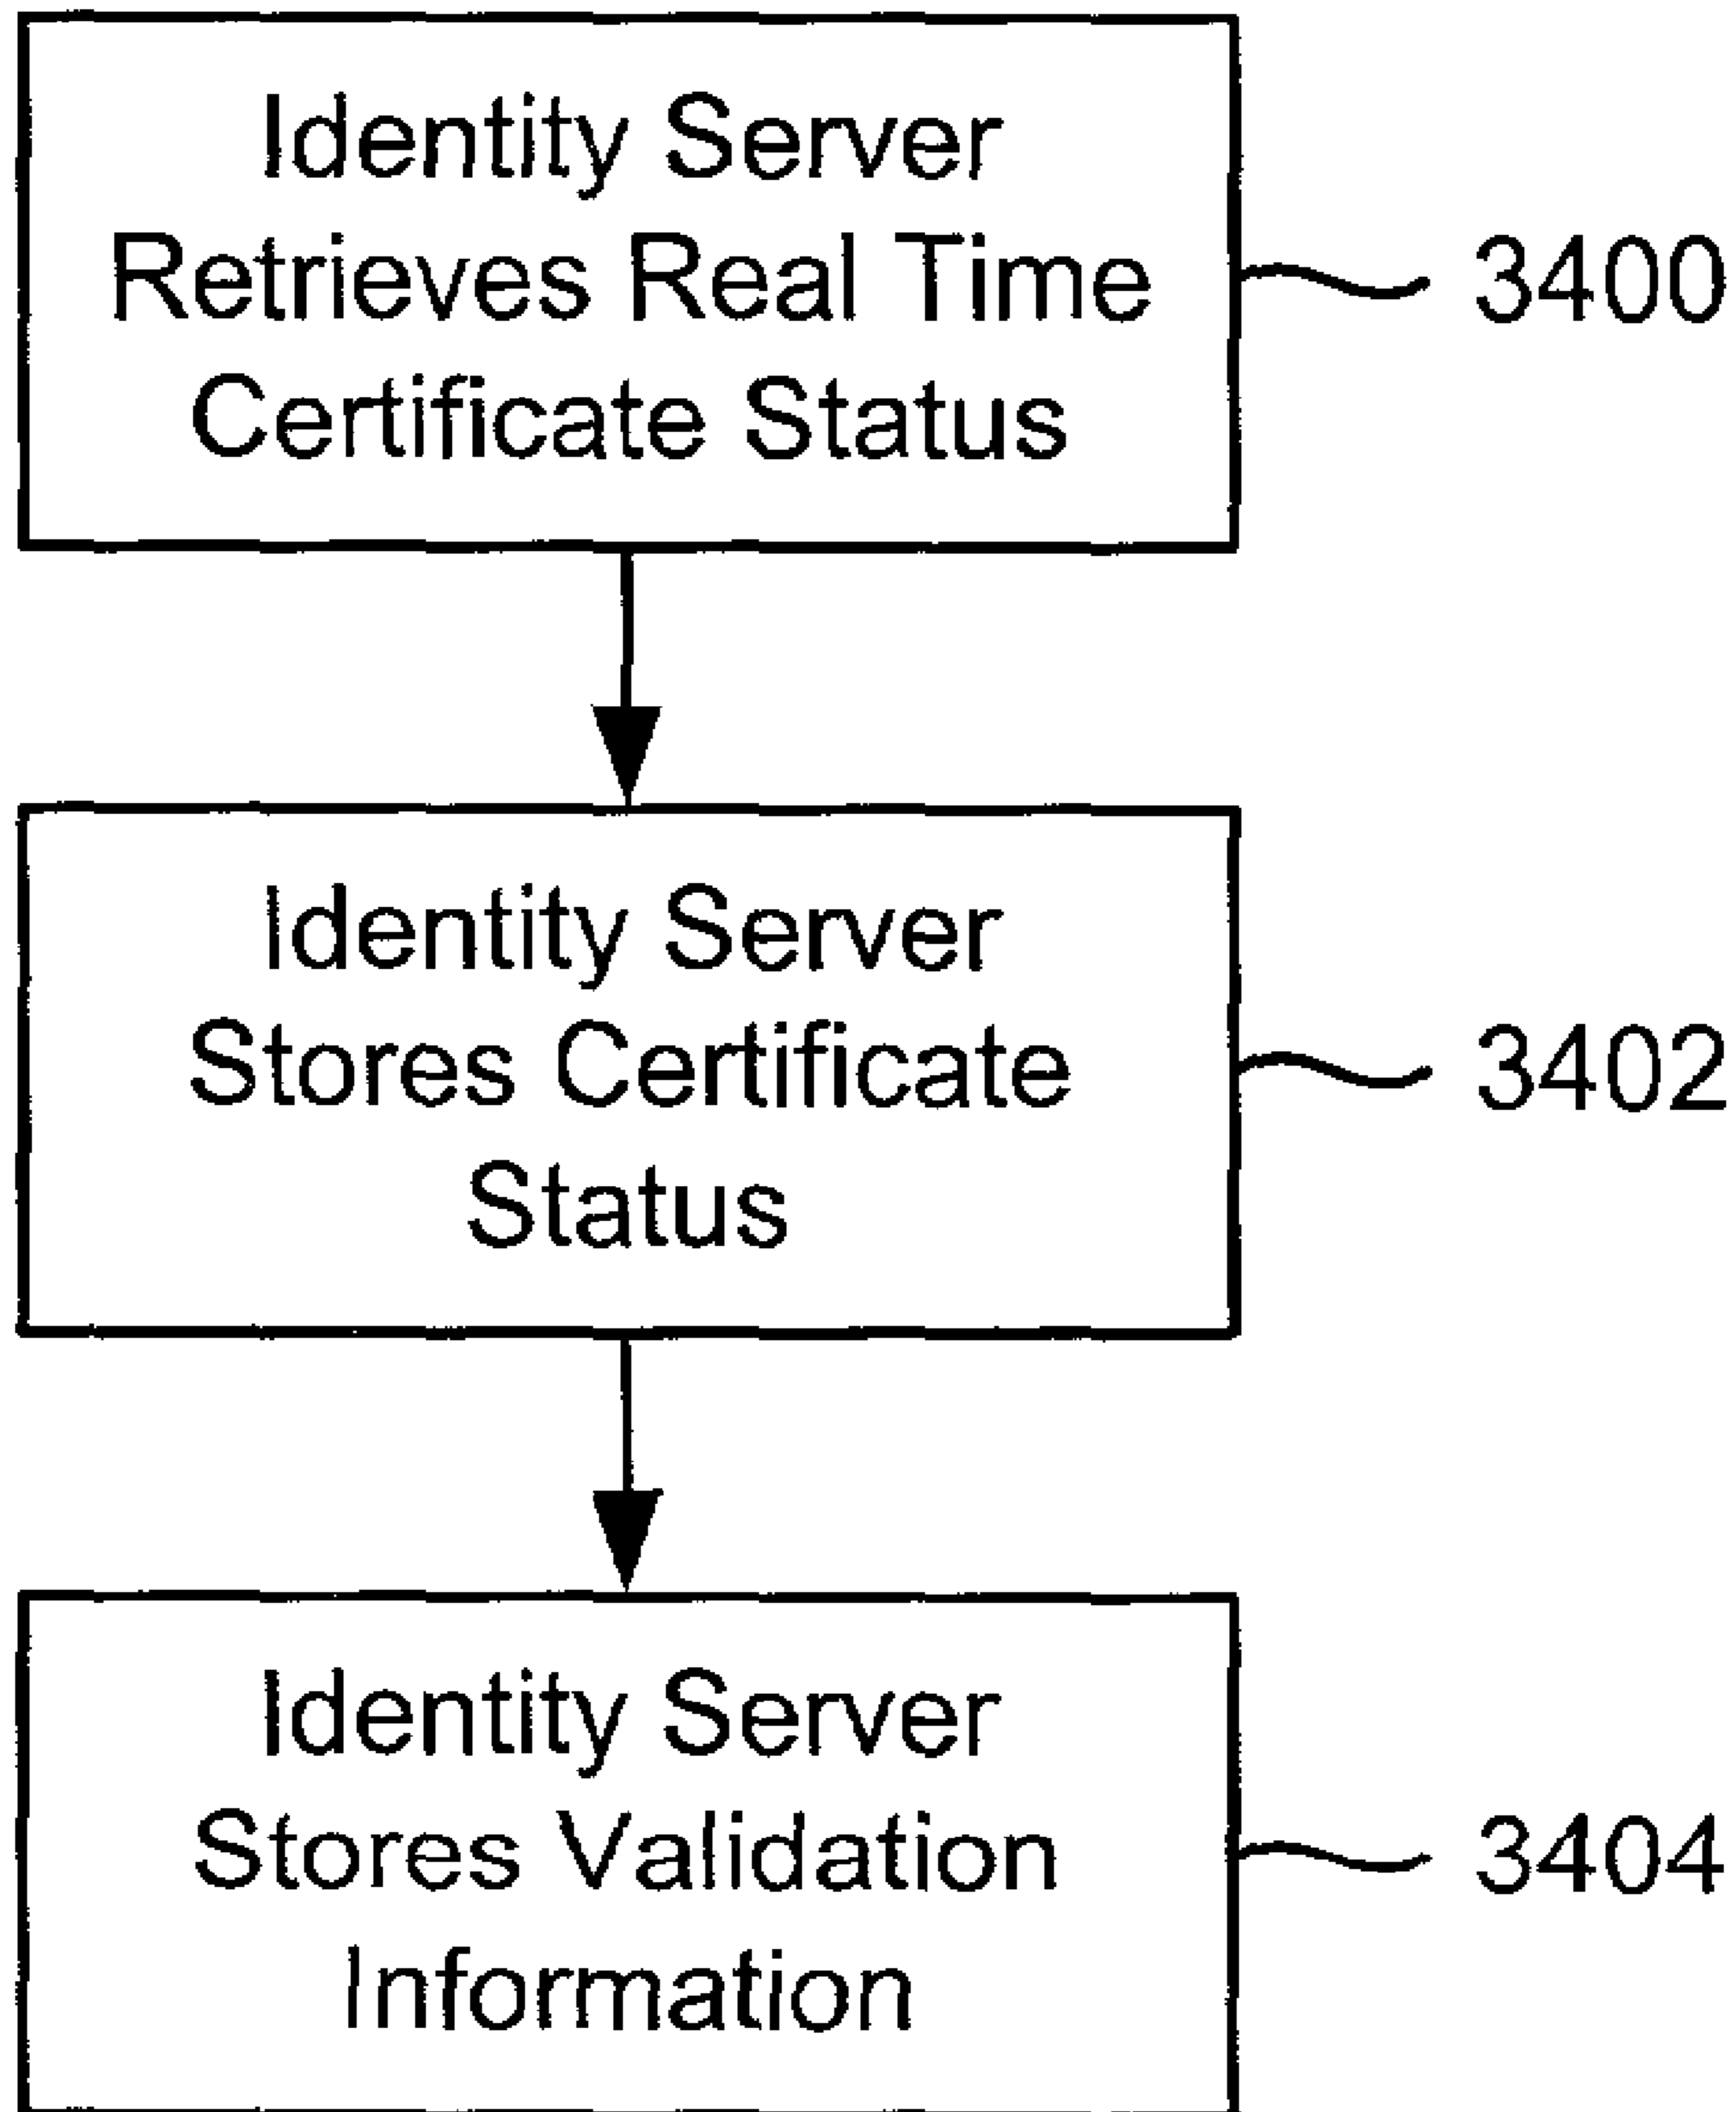 Identity Server
Retrieves Real Time
Certificate Status
3400
Identity Server
Stores Certificate
Status
3402
Identity Server
Stores Validation
Information
3404